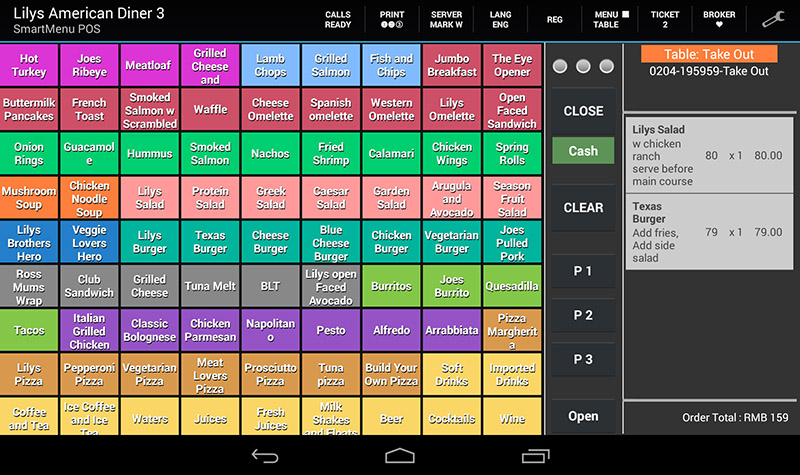 Lilys American Diner 3
SmartMenu POS
CALLS
READY
PRINT
SERVER
MARK W
LANG
ENG
REG
MENU
TABLE
TICKET
2
BROKER
♥
Hot
Turkey
Joes
Ribeye
Meatloaf
Grilled
Cheese
and
Lamb
Chops
Grilled
Salmon
Fish and
Chips
Jumbo
Breakfast
The Eye
Opener
Buttermilk
Pancakes
French
Toast
Smoked
Salmon w
Scrambled
Waffle
Cheese
Omelette
Spanish
omelette
Western
Omelette
Lilys
Omelette
Open
Faced
Sandwich
Onion
Rings
Guacamol
e
Hummus
Smoked
Salmon
Nachos
Fried
Shrimp
Calamari
Chicken
Wings
Spring
Rolls
Mushroom
Soup
Chicken
Noodle
Soup
Lilys
Salad
Protein
Salad
Greek
Salad
Caesar
Salad
Garden
Salad
Arugula
and
Avocado
Season
Fruit
Salad
Lilys
Brothers
Hero
Veggie
Lovers
Hero
Lilys
Burger
Texas
Burger
Cheese
Burger
Blue
Cheese
Burger
Chicken
Burger
Vegetarian
Burger
Joes
Pulled
Pork
Ross
Mums
Wrap
Club
Sandwich
Grilled
Cheese
Tuna Melt
BLT
Lilys open
Faced
Avocado
Burritos
Joes
Burrito
Quesadilla
Tacos
Italian
Grilled
Chicken
Classic
Bolognese
Chicken
Parmesan
Napolitan
o
Pesto
Alfredo
Arrabbiata
Pizza
Margherit
a
Lilys
Pizza
Pepperoni
Pizza
Vegetarian
Pizza
Meat
Lovers
Pizza
Prosciutto
Pizza
Tuna
pizza
Build Your
Own Pizza
Soft
Drinks
Imported
Drinks
Coffee
and Tea
Ice Coffee
and Ice
Tea
Waters
Juices
Fresh
Juices
Milk
Shakes
and Floats
Beer
Cocktails
Wine
CLOSE
Cash
CLEAR
P 1
P 2
P 3
Open
Table: Take Out
0204-195959-Take Out
Lilys Salad
w chicken
ranch 80 x 1 80.00
serve before
main course
Texas
Burger
Add fries, 79 x 1 79.00
Add side
salad
Order Total : RMB 159